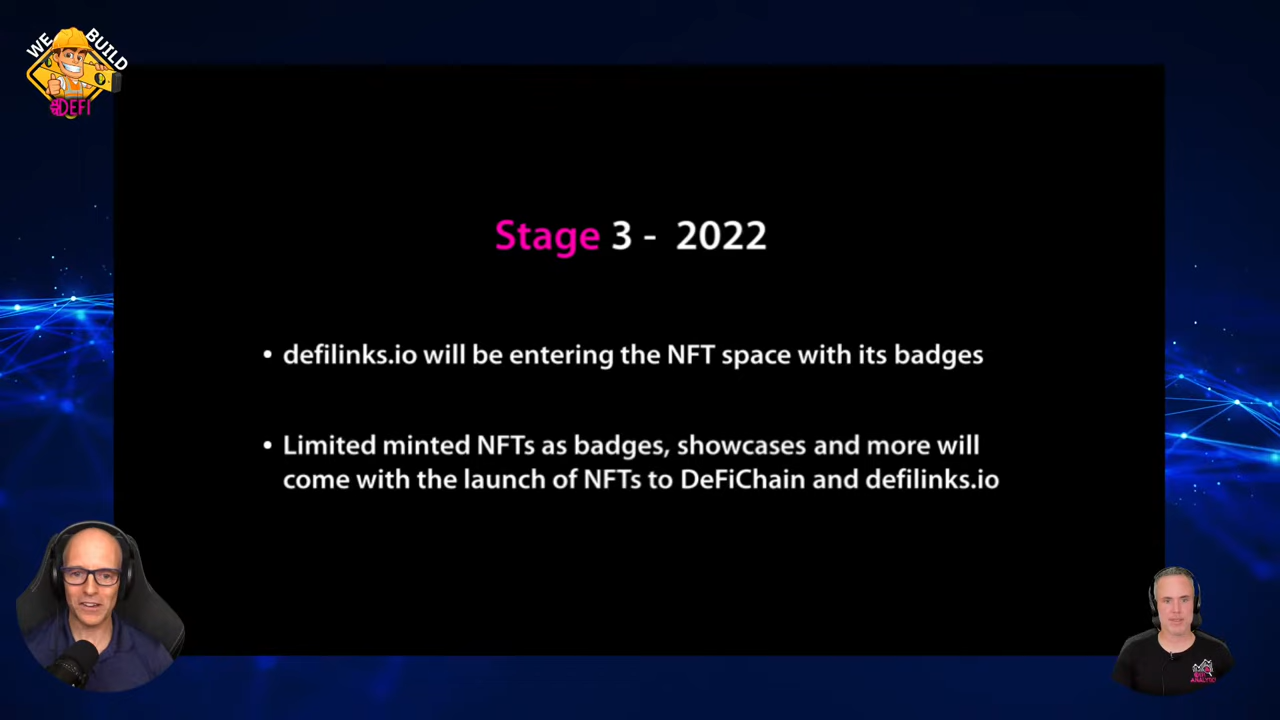 WE BUILD
DEFI
Stage 3 - 2022
• defilinks.io will be entering the NFT space with its badges
• Limited minted NFTs as badges, showcases and more will
come with the launch of NFTs to DeFiChain and defilinks.io
ANALYTICS